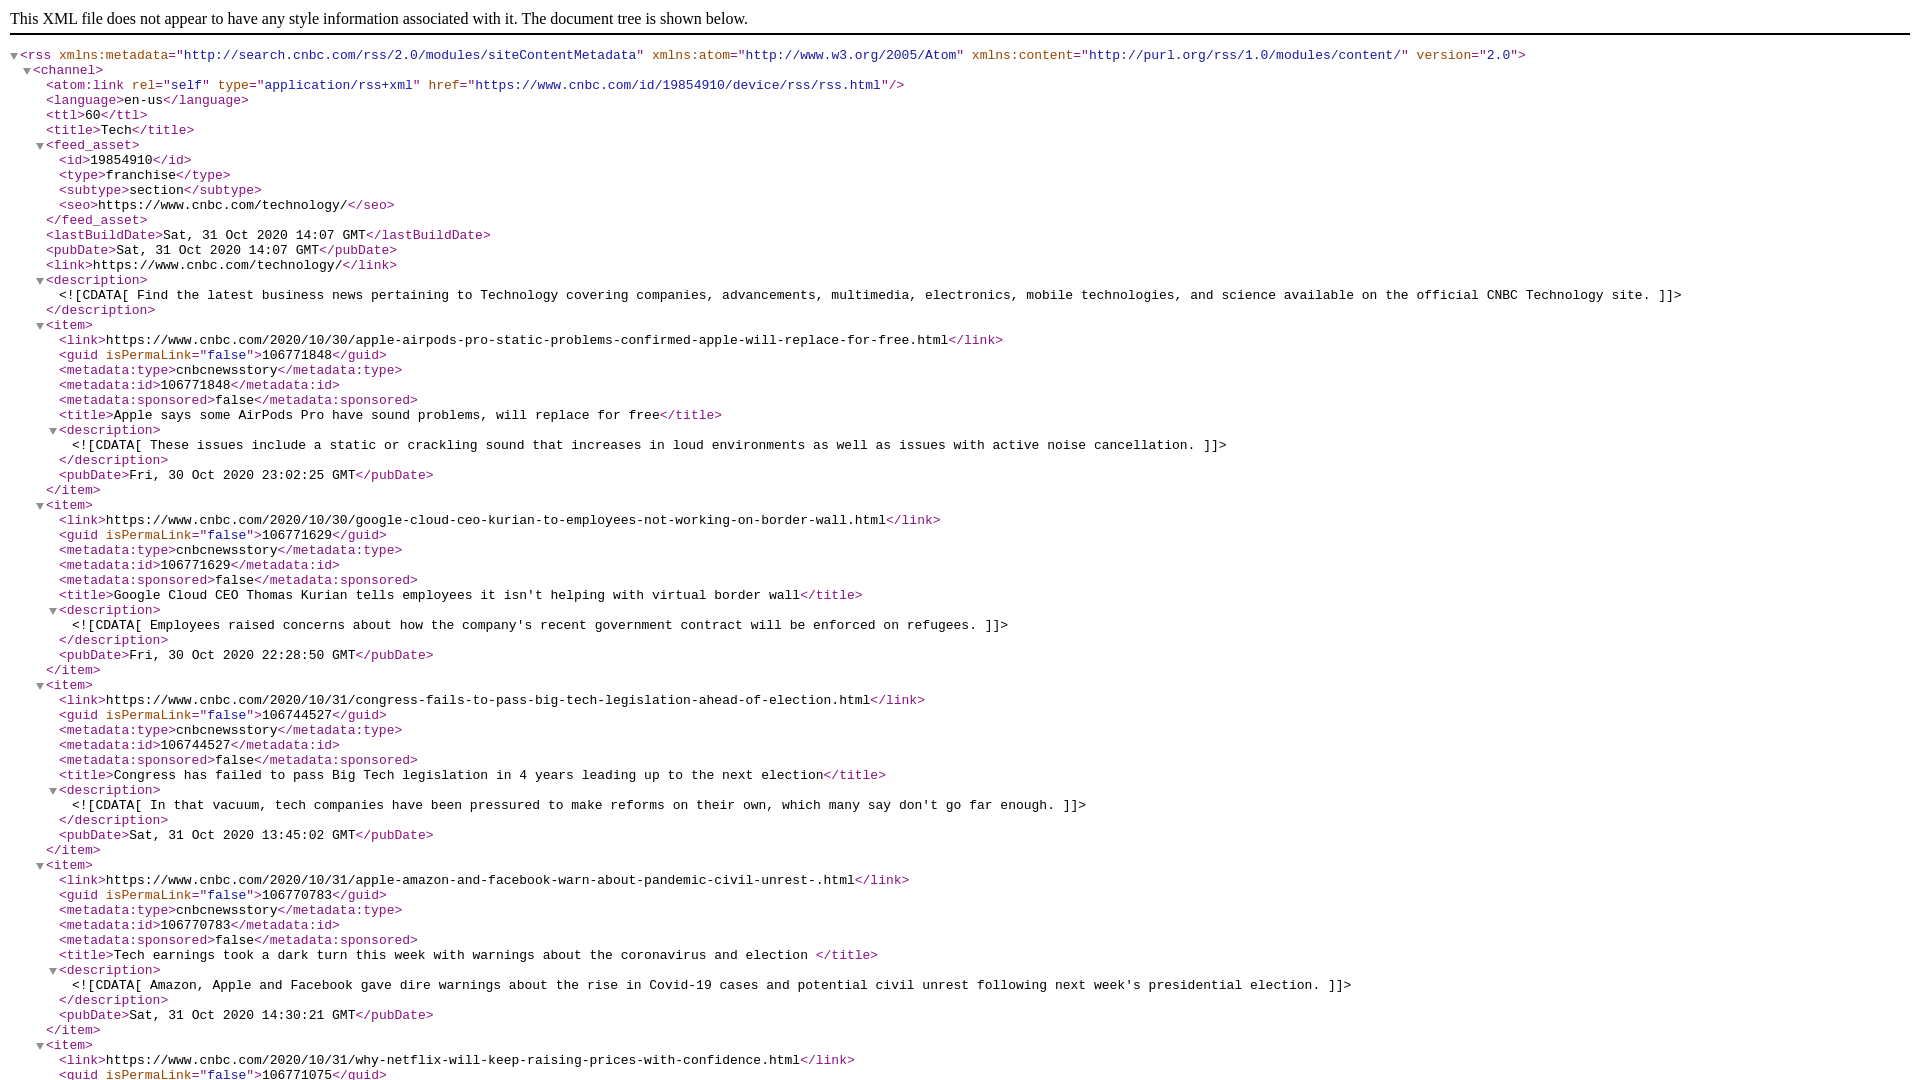 This XML file does not appear to have any style information associated with it. The document tree is shown below.
<rss xmlns:metadata="http://search.cnbc.com/rss/2.0/modules/siteContentMetadata" xmlns:atom="http://www.w3.org/2005/Atom" xmlns:content="http://purl.org/rss/1.0/modules/content/" version="2.0">
<channel>
<atom:link rel="self" type="application/rss+xml" href="https://www.cnbc.com/id/19854910/device/rss/rss.html"/>
<language>en-us</language>
<ttl>60</ttl>
<title>Tech</title>
<feed_asset>
<id>19854910</id>
<type>franchise</type>
<subtype>section</subtype>
<seo>https://www.cnbc.com/technology/</seo>
</feed_asset>
<lastBuildDate>Sat, 31 Oct 2020 14:07 GMT</lastBuildDate>
<pubDate>Sat, 31 Oct 2020 14:07 GMT</pubDate>
<link>https://www.cnbc.com/technology/</link>
<description>
<![CDATA[ Find the latest business news pertaining to Technology covering companies, advancements, multimedia, electronics, mobile technologies, and science available on the official CNBC Technology site. ]]>
</description>
<item>
<link>https://www.cnbc.com/2020/10/30/apple-airpods-pro-static-problems-confirmed-apple-will-replace-for-free.html</link>
<guid isPermaLink="false">106771848</guid>
<metadata:type>cnbcnewsstory</metadata:type>
<metadata:id>106771848</metadata:id>
<metadata:sponsored>false</metadata:sponsored>
<title>Apple says some AirPods Pro have sound problems, will replace for free</title>
<description>
<![CDATA[ These issues include a static or crackling sound that increases in loud environments as well as issues with active noise cancellation. ]]>
</description>
<pubDate>Fri, 30 Oct 2020 23:02:25 GMT</pubDate>
</item>
<item>
<link>https://www.cnbc.com/2020/10/30/google-cloud-ceo-kurian-to-employees-not-working-on-border-wall.html</link>
<guid isPermaLink="false">106771629</guid>
<metadata:type>cnbcnewsstory</metadata:type>
<metadata:id>106771629</metadata:id>
<metadata:sponsored>false</metadata:sponsored>
<title>Google Cloud CEO Thomas Kurian tells employees it isn't helping with virtual border wall</title>
<description>
<![CDATA[ Employees raised concerns about how the company's recent government contract will be enforced on refugees. ]]>
</description>
<pubDate>Fri, 30 Oct 2020 22:28:50 GMT</pubDate>
</item>
<item>
<link>https://www.cnbc.com/2020/10/31/congress-fails-to-pass-big-tech-legislation-ahead-of-election.html</link>
<guid isPermaLink="false">106744527</guid>
<metadata:type>cnbcnewsstory</metadata:type>
<metadata:id>106744527</metadata:id>
<metadata:sponsored>false</metadata:sponsored>
<title>Congress has failed to pass Big Tech legislation in 4 years leading up to the next election</title>
<description>
<![CDATA[ In that vacuum, tech companies have been pressured to make reforms on their own, which many say don't go far enough. ]]>
</description>
<pubDate>Sat, 31 Oct 2020 13:45:02 GMT</pubDate>
</item>
<item>
<link>https://www.cnbc.com/2020/10/31/apple-amazon-and-facebook-warn-about-pandemic-civil-unrest-.html</link>
<guid isPermaLink="false">106770783</guid>
<metadata:type>cnbcnewsstory</metadata:type>
<metadata:id>106770783</metadata:id>
<metadata:sponsored>false</metadata:sponsored>
<title>Tech earnings took a dark turn this week with warnings about the coronavirus and election </title>
<description>
<![CDATA[ Amazon, Apple and Facebook gave dire warnings about the rise in Covid-19 cases and potential civil unrest following next week's presidential election. ]]>
</description>
<pubDate>Sat, 31 Oct 2020 14:30:21 GMT</pubDate>
</item>
<item>
<link>https://www.cnbc.com/2020/10/31/why-netflix-will-keep-raising-prices-with-confidence.html</link>
<guid isPermaLink="false">106771075</guid>